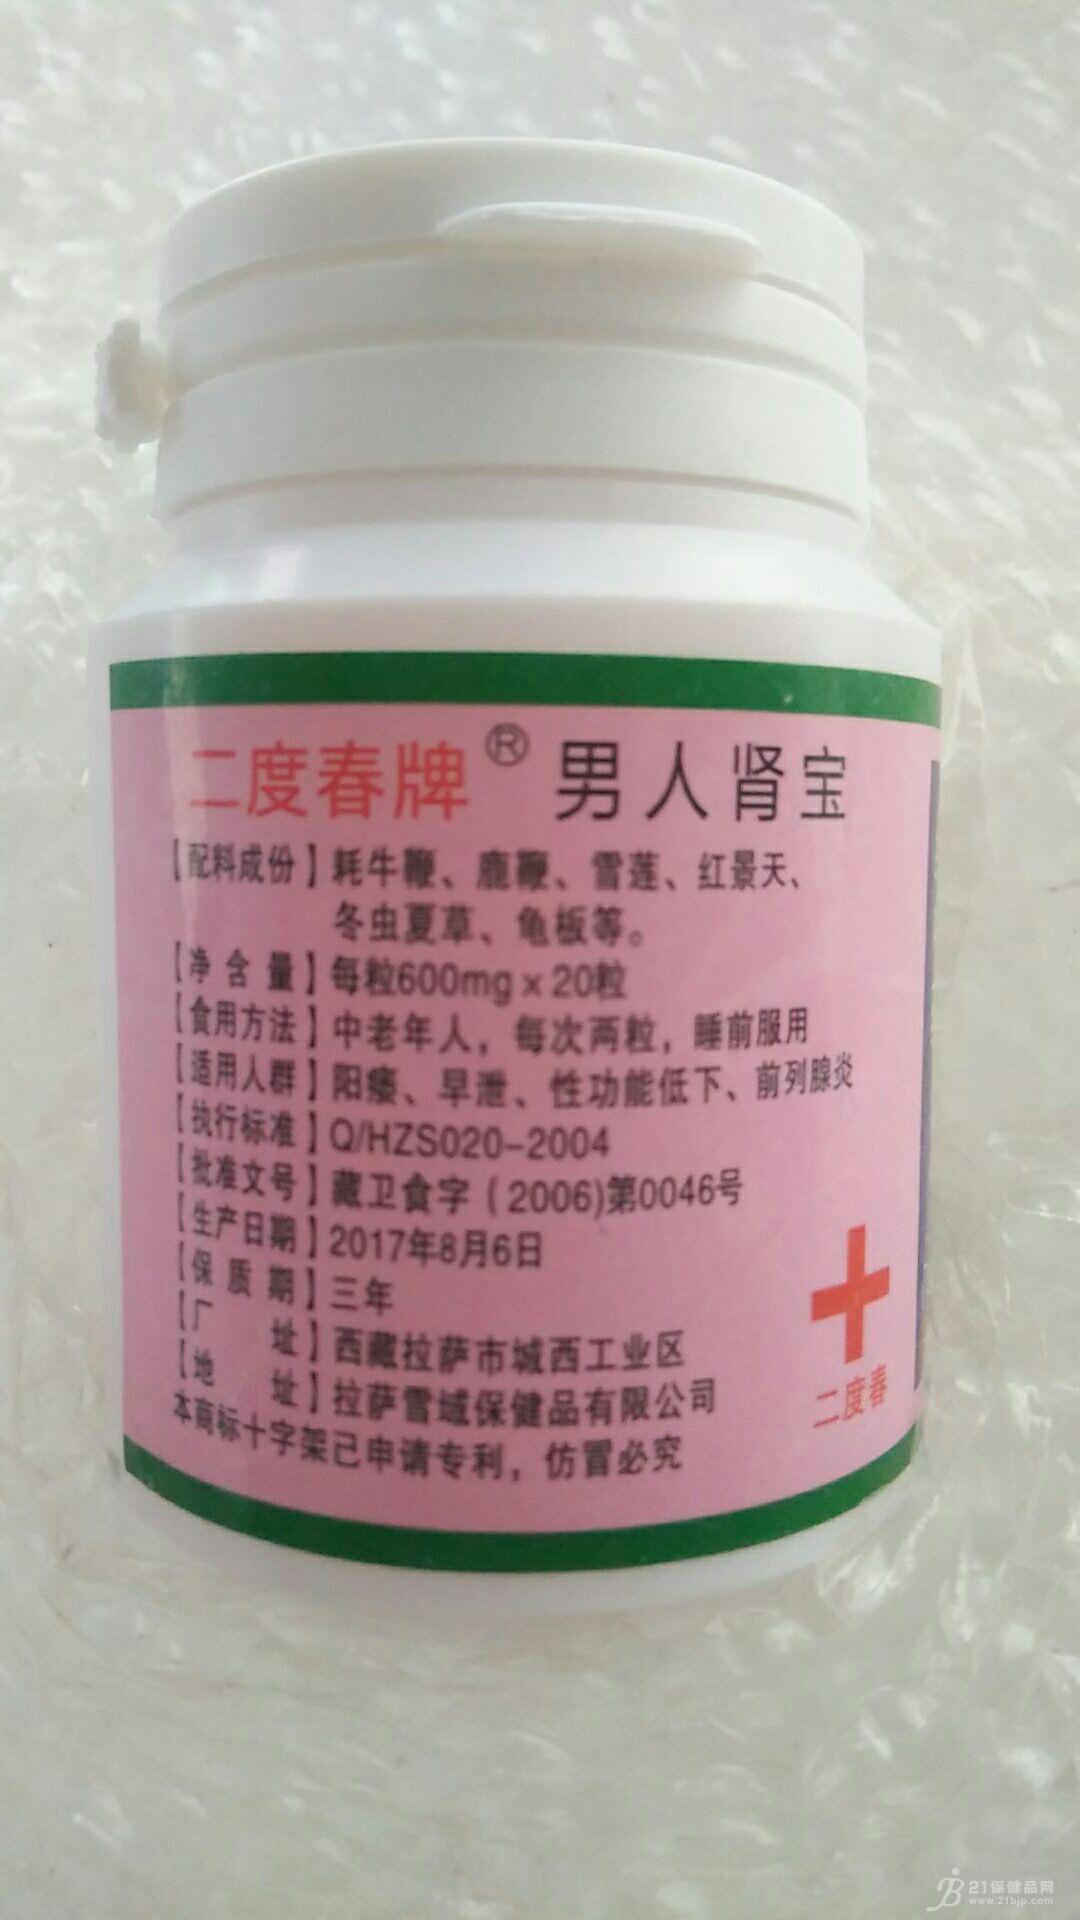 二度春牌® 男人肾宝
【配料成份】耗牛鞭、鹿鞭、雪莲、红景天、
冬虫夏草、龟板等。
【净含量】每粒600mg x 20粒
【食用方法】中老年人，每次两粒，睡前服用
【适用人群】阳痿、早泄、性功能低下、前列腺炎
【执行标准】Q/HZS020-2004
【批准文号】藏卫食字 (2006)第0046号
【生产日期】2017年8月6日
【保质期】三年
【厂址】西藏拉萨市城西工业区
【地址】拉萨雪域保健品有限公司
本商标十字架已申请专利，仿冒必究
二度春
21保健品网
www.21bjp.com